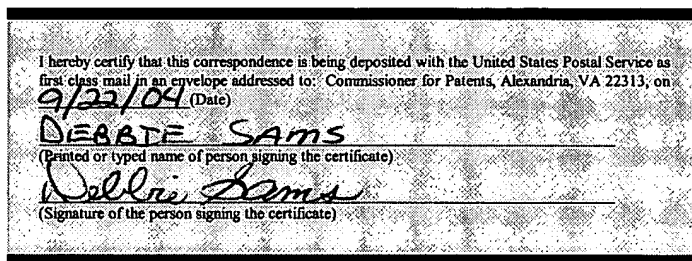 I hereby certify that this correspondence is being deposited with the United States Postal Service as
first class mail in an envelope addressed to: Commissioner for Patents, Alexandria, VA 22313, on
9/22/04 (Date)
DEBBIE SAMS
(Printed or typed name of person signing the certificate)
Debbie Sams
(Signature of the person signing the certificate)